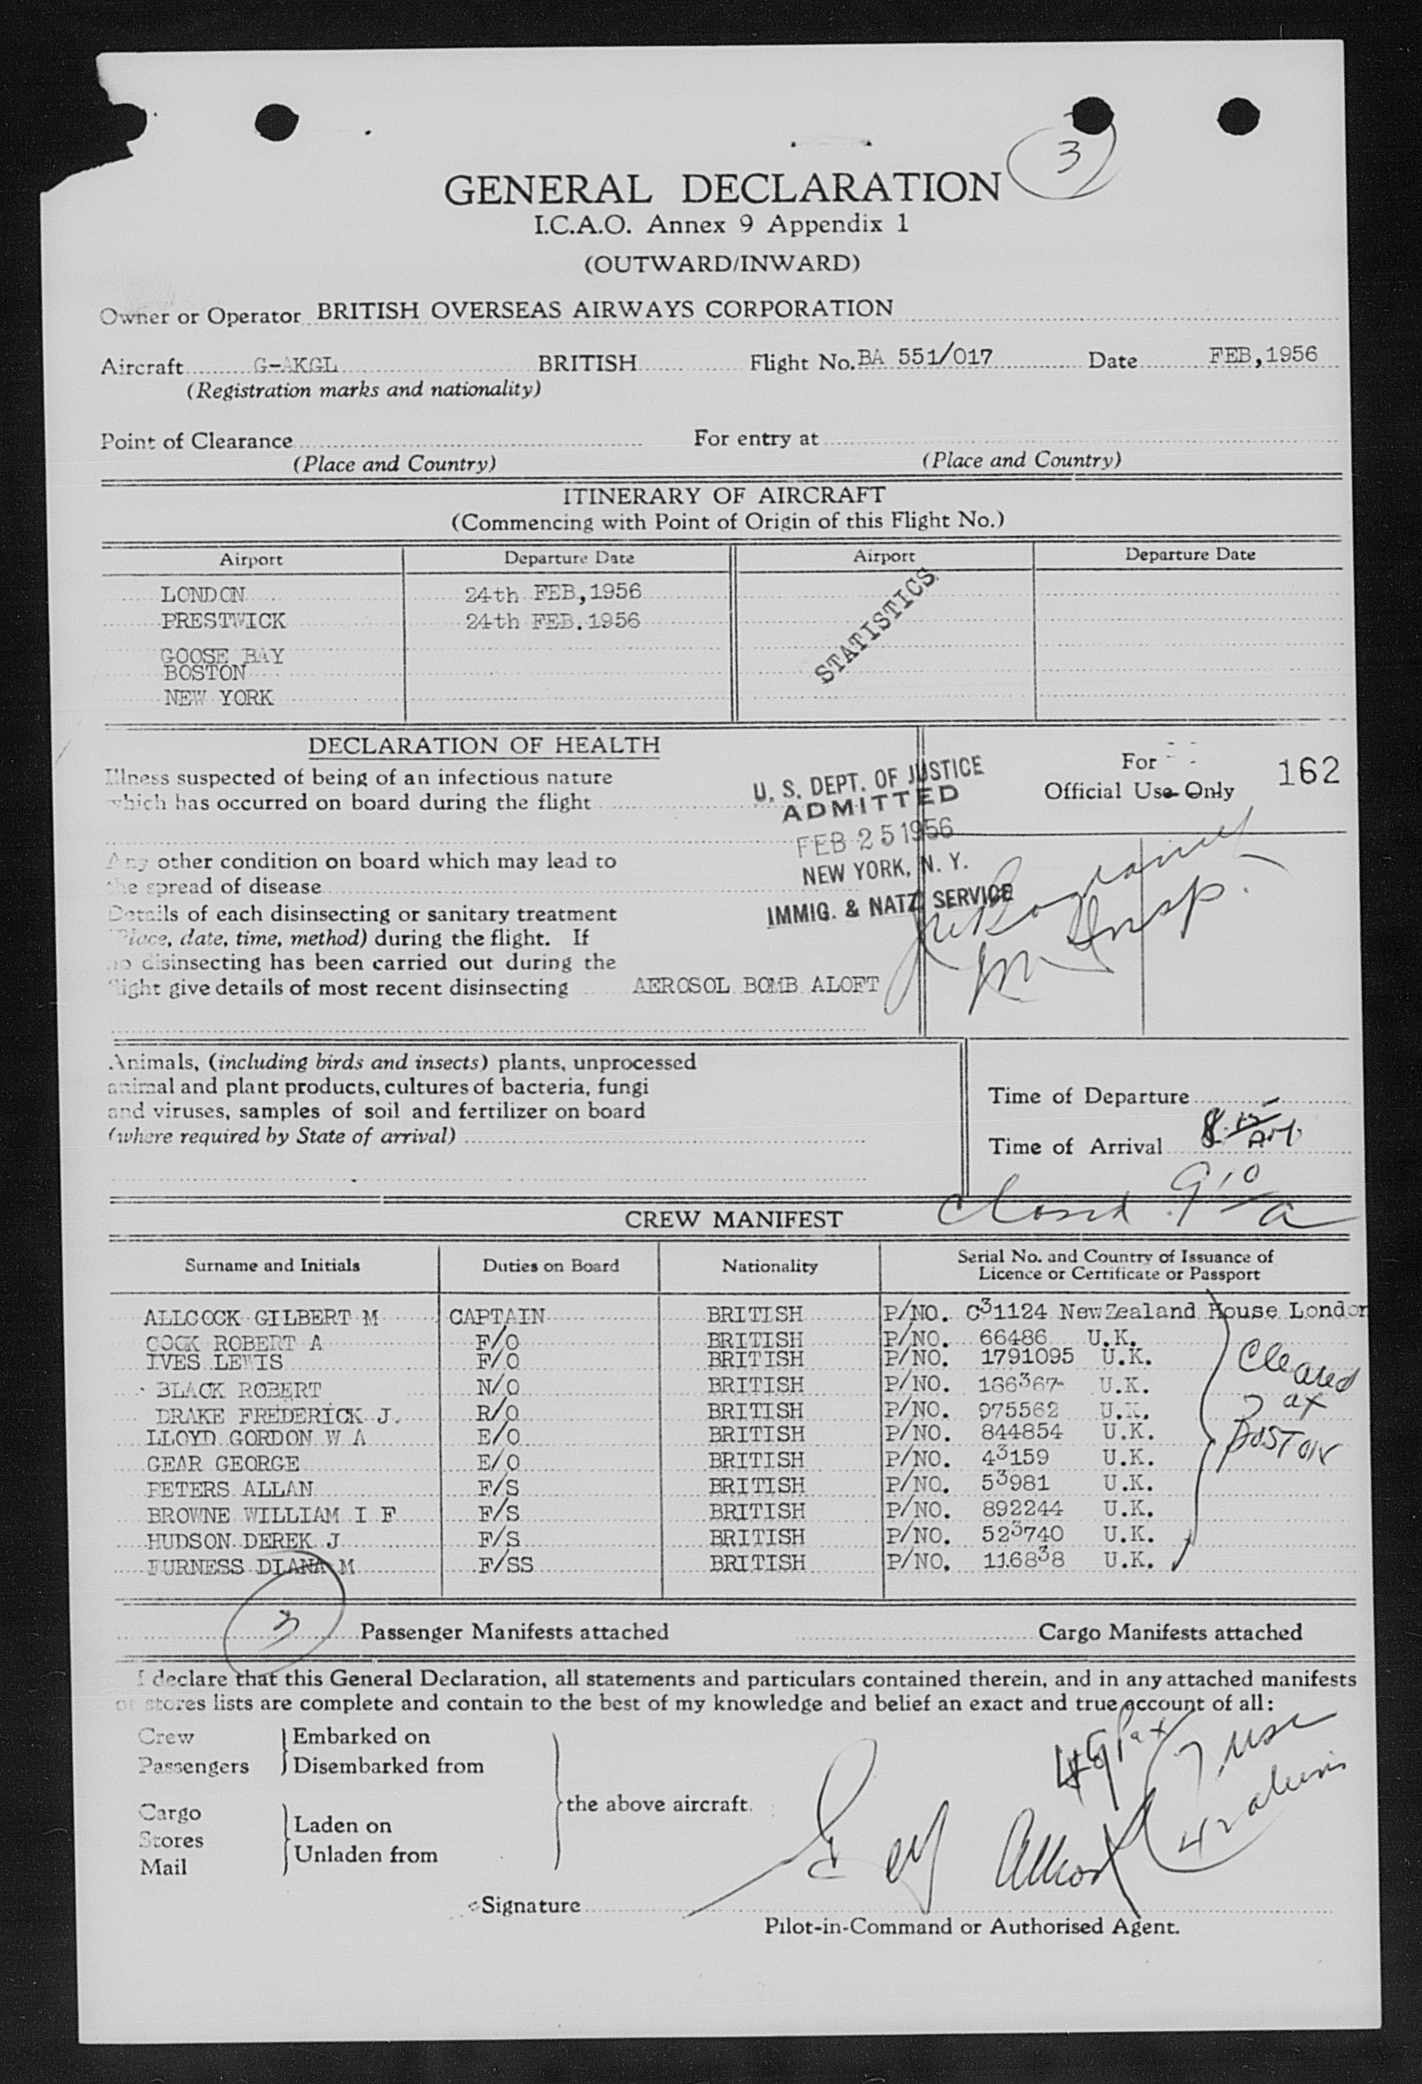 3
GENERAL DECLARATION
I.C.A.O. Annex 9 Appendix 1
(OUTWARD/INWARD)
Owner or Operator BRITISH OVERSEAS AIRWAYS CORPORATION
Aircraft G-AKGL BRITISH Flight No. BA 551/017 Date FEB,1956
(Registration marks and nationality)
Point of Clearance For entry at
(Place and Country) (Place and Country)
ITINERARY OF AIRCRAFT
(Commencing with Point of Origin of this Flight No.)
Airport Departure Date Airport Departure Date
LONDON 24th FEB,1956
PRESTWICK 24th FEB.1956
STATISTICS
GOOSE BAY
BOSTON
NEW YORK
DECLARATION OF HEALTH
Illness suspected of being of an infectious nature
which has occurred on board during the flight
U. S. DEPT. OF JUSTICE
ADMITTED
FEB 25 1956
NEW YORK, N. Y.
IMMIG. & NATZ SERVICE
For
Official Use Only 162
Insp.
Any other condition on board which may lead to
the spread of disease
Details of each disinsecting or sanitary treatment
(Place, date, time, method) during the flight. If
no disinsecting has been carried out during the
flight give details of most recent disinsecting AEROSOL BOMB ALOFT
Animals, (including birds and insects) plants, unprocessed
animal and plant products, cultures of bacteria, fungi
and viruses, samples of soil and fertilizer on board
(where required by State of arrival)
Time of Departure
Time of Arrival 8.15 AM
Closed 9 10 a
CREW MANIFEST
Surname and Initials Duties on Board Nationality Serial No. and Country of Issuance of
Licence or Certificate or Passport
ALLCOCK GILBERT M CAPTAIN BRITISH P/NO. C31124 NewZealand House London
COCK ROBERT A F/O BRITISH P/NO. 66486 U.K.
IVES LEWIS F/O BRITISH P/NO. 1791095 U.K.
BLACK ROBERT N/O BRITISH P/NO. 186367 U.K.
DRAKE FREDERICK J. R/O BRITISH P/NO. 975562 U.K.
LLOYD GORDON W A E/O BRITISH P/NO. 844854 U.K.
GEAR GEORGE E/O BRITISH P/NO. 43159 U.K.
PETERS ALLAN F/S BRITISH P/NO. 53981 U.K.
BROWNE WILLIAM I F F/S BRITISH P/NO. 892244 U.K.
HUDSON DEREK J F/S BRITISH P/NO. 523740 U.K.
BURNESS DIANA M F/SS BRITISH P/NO. 116838 U.K.
Cleared
at
BOSTON
3 Passenger Manifests attached Cargo Manifests attached
I declare that this General Declaration, all statements and particulars contained therein, and in any attached manifests
or stores lists are complete and contain to the best of my knowledge and belief an exact and true account of all:
Crew Embarked on
Passengers Disembarked from
the above aircraft.
Cargo Laden on
Stores
Mail Unladen from
49 Pax
7 usc
42 aliens
Signature
Pilot-in-Command or Authorised Agent.